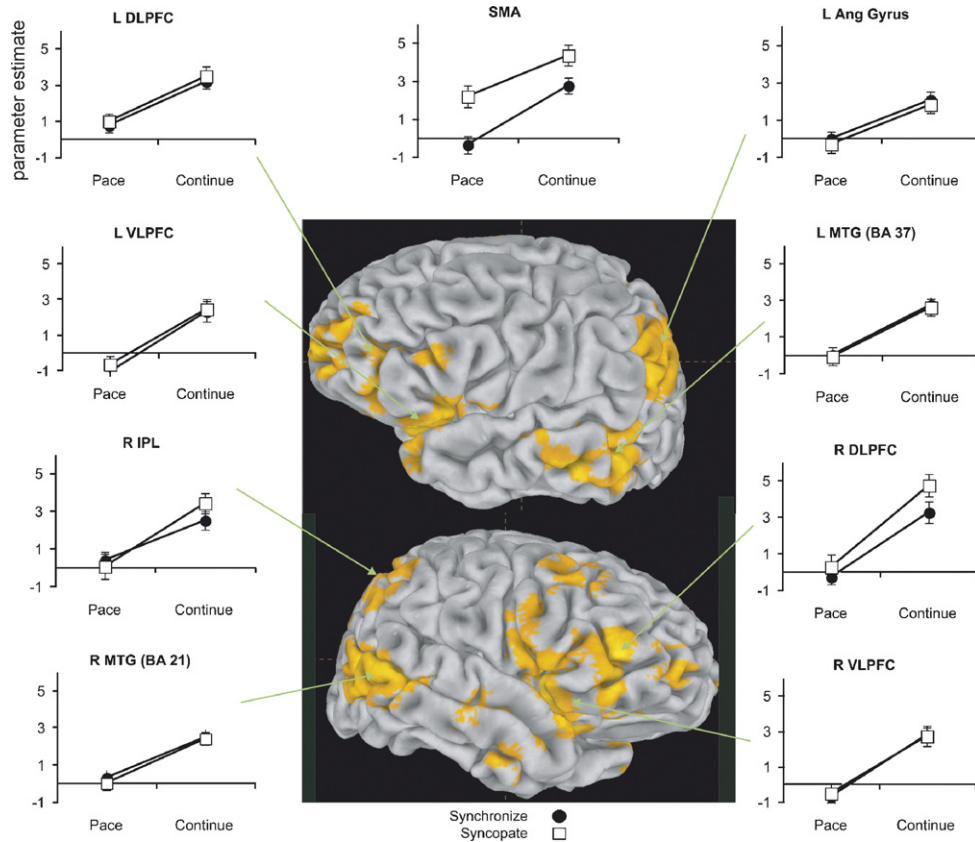 L DLPFC
parameter estimate
5
3
1
-1
Pace Continue
SMA
5
3
1
-1
Pace Continue
L Ang Gyrus
5
3
1
-1
Pace Continue
L VLPFC
5
3
1
-1
Pace Continue
L MTG (BA 37)
5
3
1
-1
Pace Continue
R IPL
5
3
1
-1
Pace Continue
R DLPFC
5
3
1
-1
Pace Continue
R MTG (BA 21)
5
3
1
-1
Pace Continue
R VLPFC
5
3
1
-1
Pace Continue
Synchronize
Syncopate